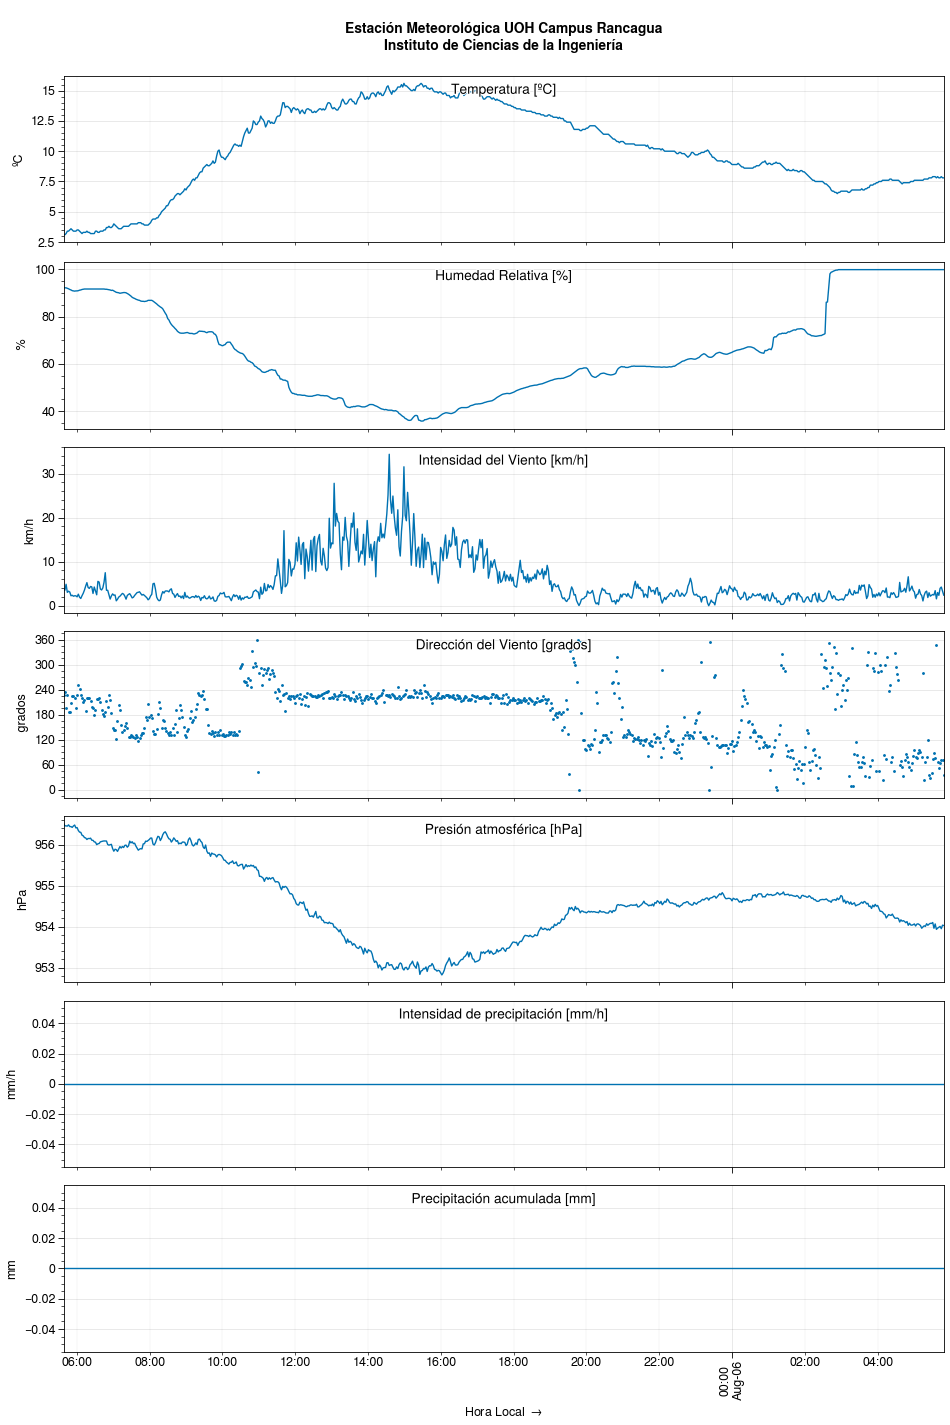 Estación Meteorológica UOH Campus Rancagua
Instituto de Ciencias de la Ingeniería
Temperatura [ºC]
15
12.5
10
7.5
5
2.5
ºC
Humedad Relativa [%]
100
80
60
40
%
Intensidad del Viento [km/h]
30
20
10
0
km/h
Dirección del Viento [grados]
360
300
240
180
120
60
0
grados
Presión atmosférica [hPa]
956
955
954
953
hPa
Intensidad de precipitación [mm/h]
0.04
0.02
0
−0.02
−0.04
mm/h
Precipitación acumulada [mm]
0.04
0.02
0
−0.02
−0.04
mm
06:00 08:00 10:00 12:00 14:00 16:00 18:00 20:00 22:00 00:00 02:00 04:00
Aug-06
Hora Local →